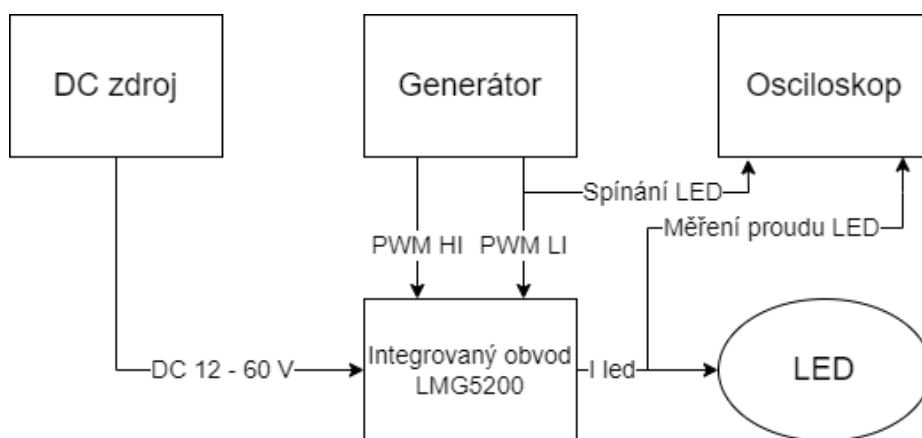 DC zdroj
Generátor
Osciloskop
Spínání LED
Měření proudu LED
PWM HI
PWM LI
DC 12 - 60 V
Integrovaný obvod
LMG5200
I led
LED